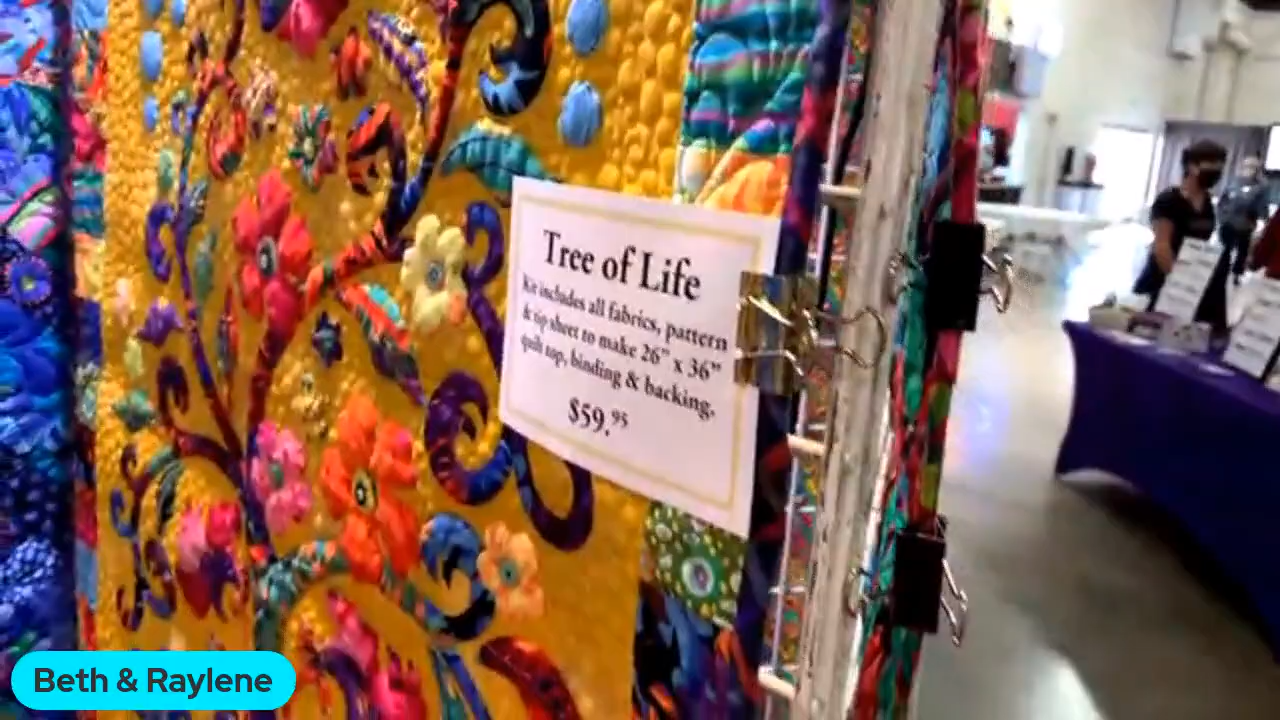 Tree of Life
Kit includes all fabrics, pattern
& tip sheet to make 26" x 36"
quilt top, binding & backing.
$59.95
Beth & Raylene